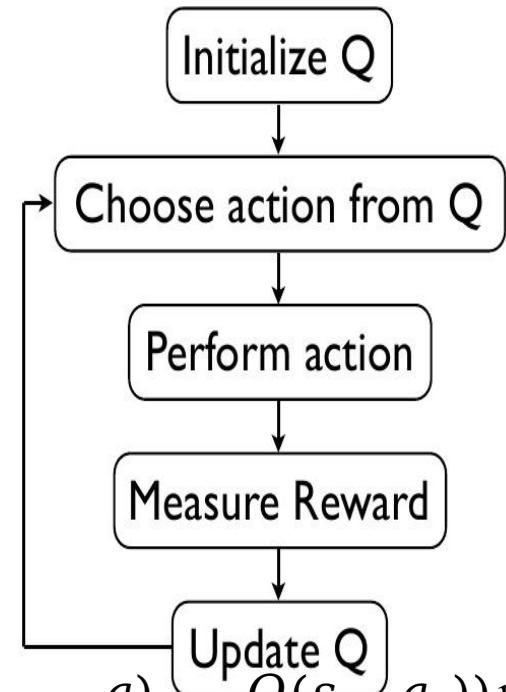 Initialize Q
Choose action from Q
Perform action
Measure Reward
Update Q